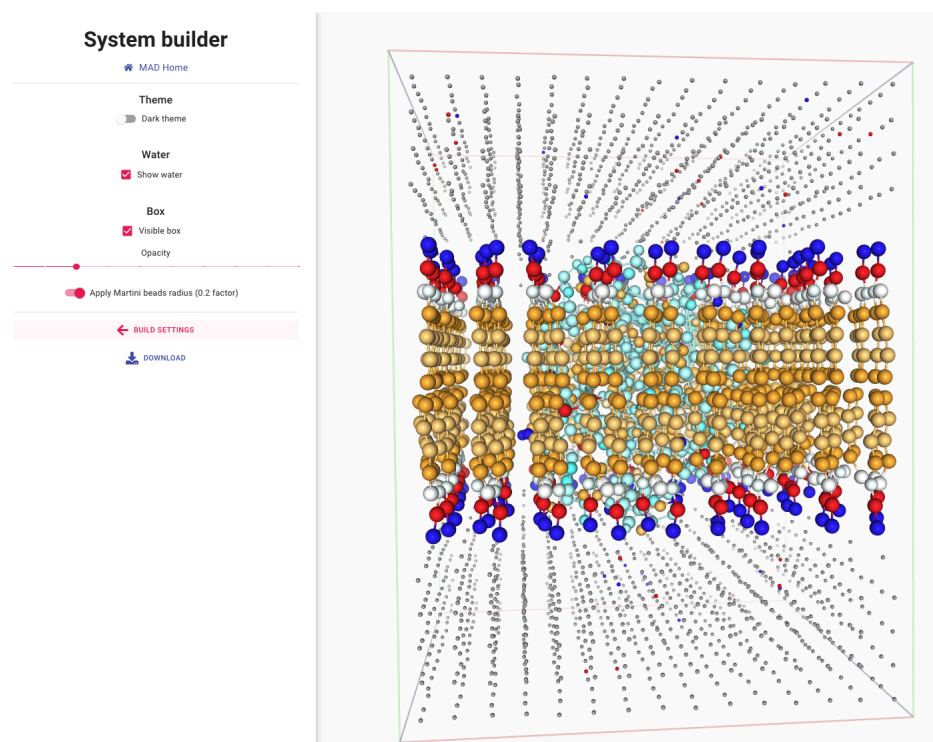 System builder
MAD Home
Theme
Dark theme
Water
Show water
Box
Visible box
Opacity
Apply Martini beads radius (0.2 factor)
BUILD SETTINGS
DOWNLOAD